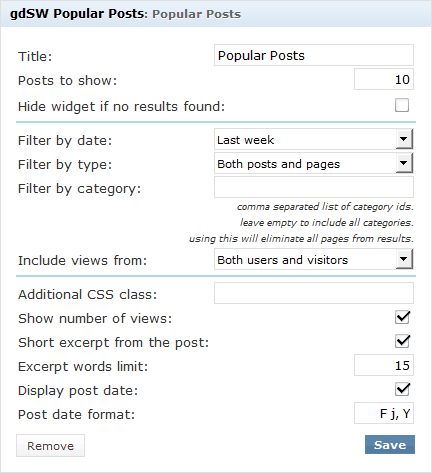 gdSW Popular Posts: Popular Posts
Title: Popular Posts
Posts to show: 10
Hide widget if no results found:
Filter by date: Last week
Filter by type: Both posts and pages
Filter by category:
comma separated list of category ids.
leave empty to include all categories.
using this will eliminate all pages from results.
Include views from: Both users and visitors
Additional CSS class:
Show number of views:
Short excerpt from the post:
Excerpt words limit: 15
Display post date:
Post date format: F j, Y
Remove Save